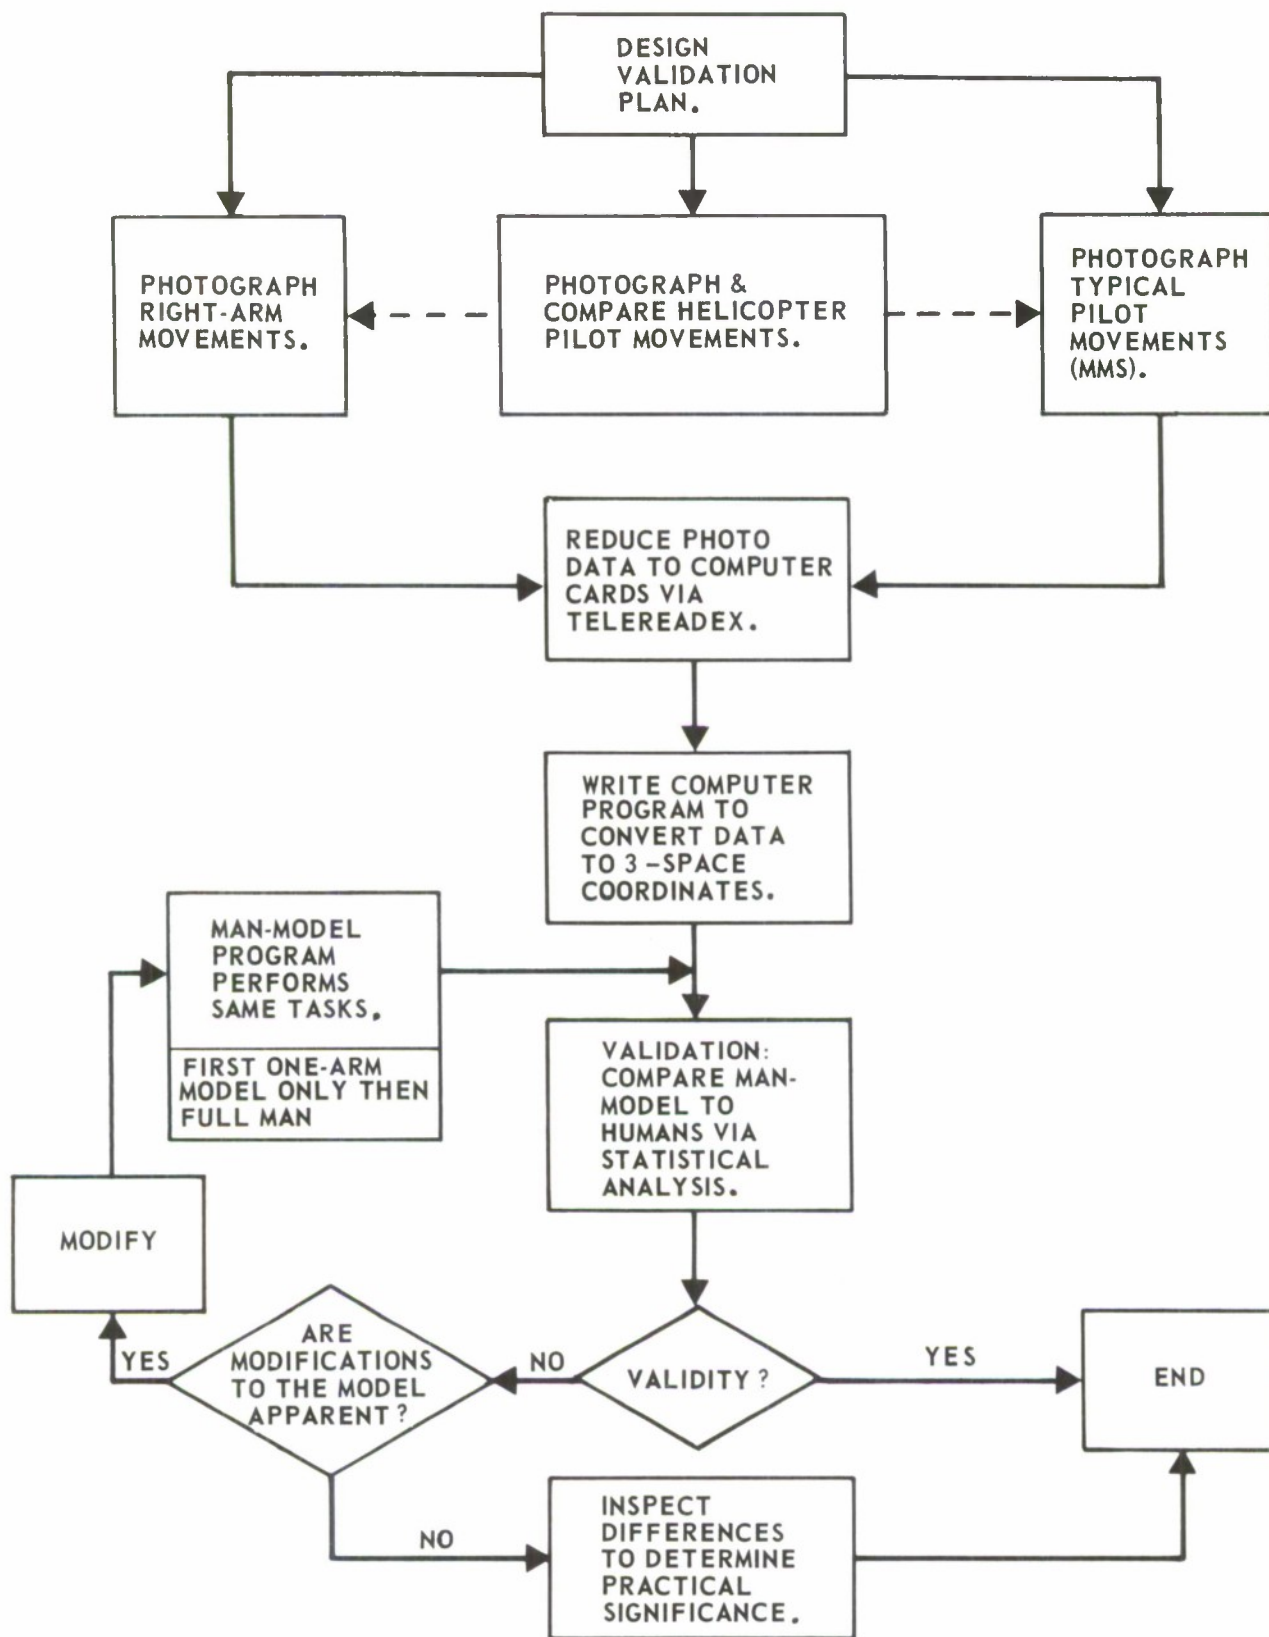 DESIGN
VALIDATION
PLAN.
PHOTOGRAPH
RIGHT-ARM
MOVEMENTS.
PHOTOGRAPH &
COMPARE HELICOPTER
PILOT MOVEMENTS.
PHOTOGRAPH
TYPICAL
PILOT
MOVEMENTS
(MMS).
REDUCE PHOTO
DATA TO COMPUTER
CARDS VIA
TELEREADEX.
WRITE COMPUTER
PROGRAM TO
CONVERT DATA
TO 3-SPACE
COORDINATES.
MAN-MODEL
PROGRAM
PERFORMS
SAME TASKS.
FIRST ONE-ARM
MODEL ONLY THEN
FULL MAN
VALIDATION:
COMPARE MAN-
MODEL TO
HUMANS VIA
STATISTICAL
ANALYSIS.
MODIFY
YES
ARE
MODIFICATIONS
TO THE MODEL
APPARENT?
NO
VALIDITY?
YES
END
NO
INSPECT
DIFFERENCES
TO DETERMINE
PRACTICAL
SIGNIFICANCE.